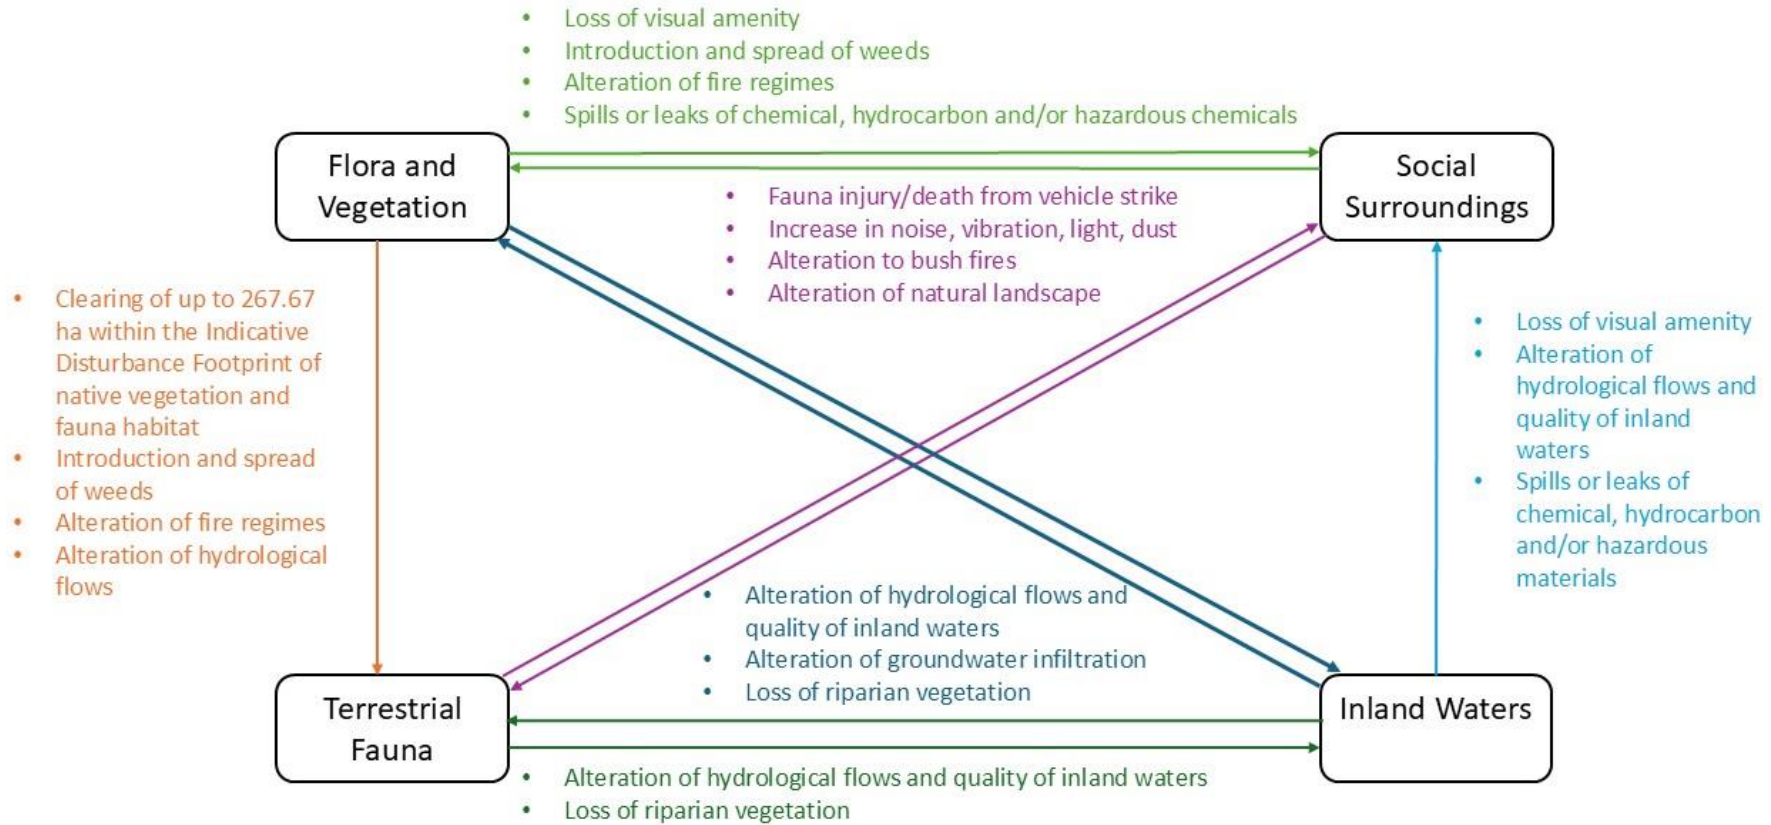 • Loss of visual amenity
• Introduction and spread of weeds
• Alteration of fire regimes
• Spills or leaks of chemical, hydrocarbon and/or hazardous chemicals
Flora and
Vegetation
Social
Surroundings
• Fauna injury/death from vehicle strike
• Increase in noise, vibration, light, dust
• Alteration to bush fires
• Alteration of natural landscape
• Clearing of up to 267.67
ha within the Indicative
Disturbance Footprint of
native vegetation and
fauna habitat
• Introduction and spread
of weeds
• Alteration of fire regimes
• Alteration of hydrological
flows
• Loss of visual amenity
• Alteration of
hydrological flows and
quality of inland
waters
• Spills or leaks of
chemical, hydrocarbon
and/or hazardous
materials
• Alteration of hydrological flows and
quality of inland waters
• Alteration of groundwater infiltration
• Loss of riparian vegetation
Terrestrial
Fauna
Inland Waters
• Alteration of hydrological flows and quality of inland waters
• Loss of riparian vegetation